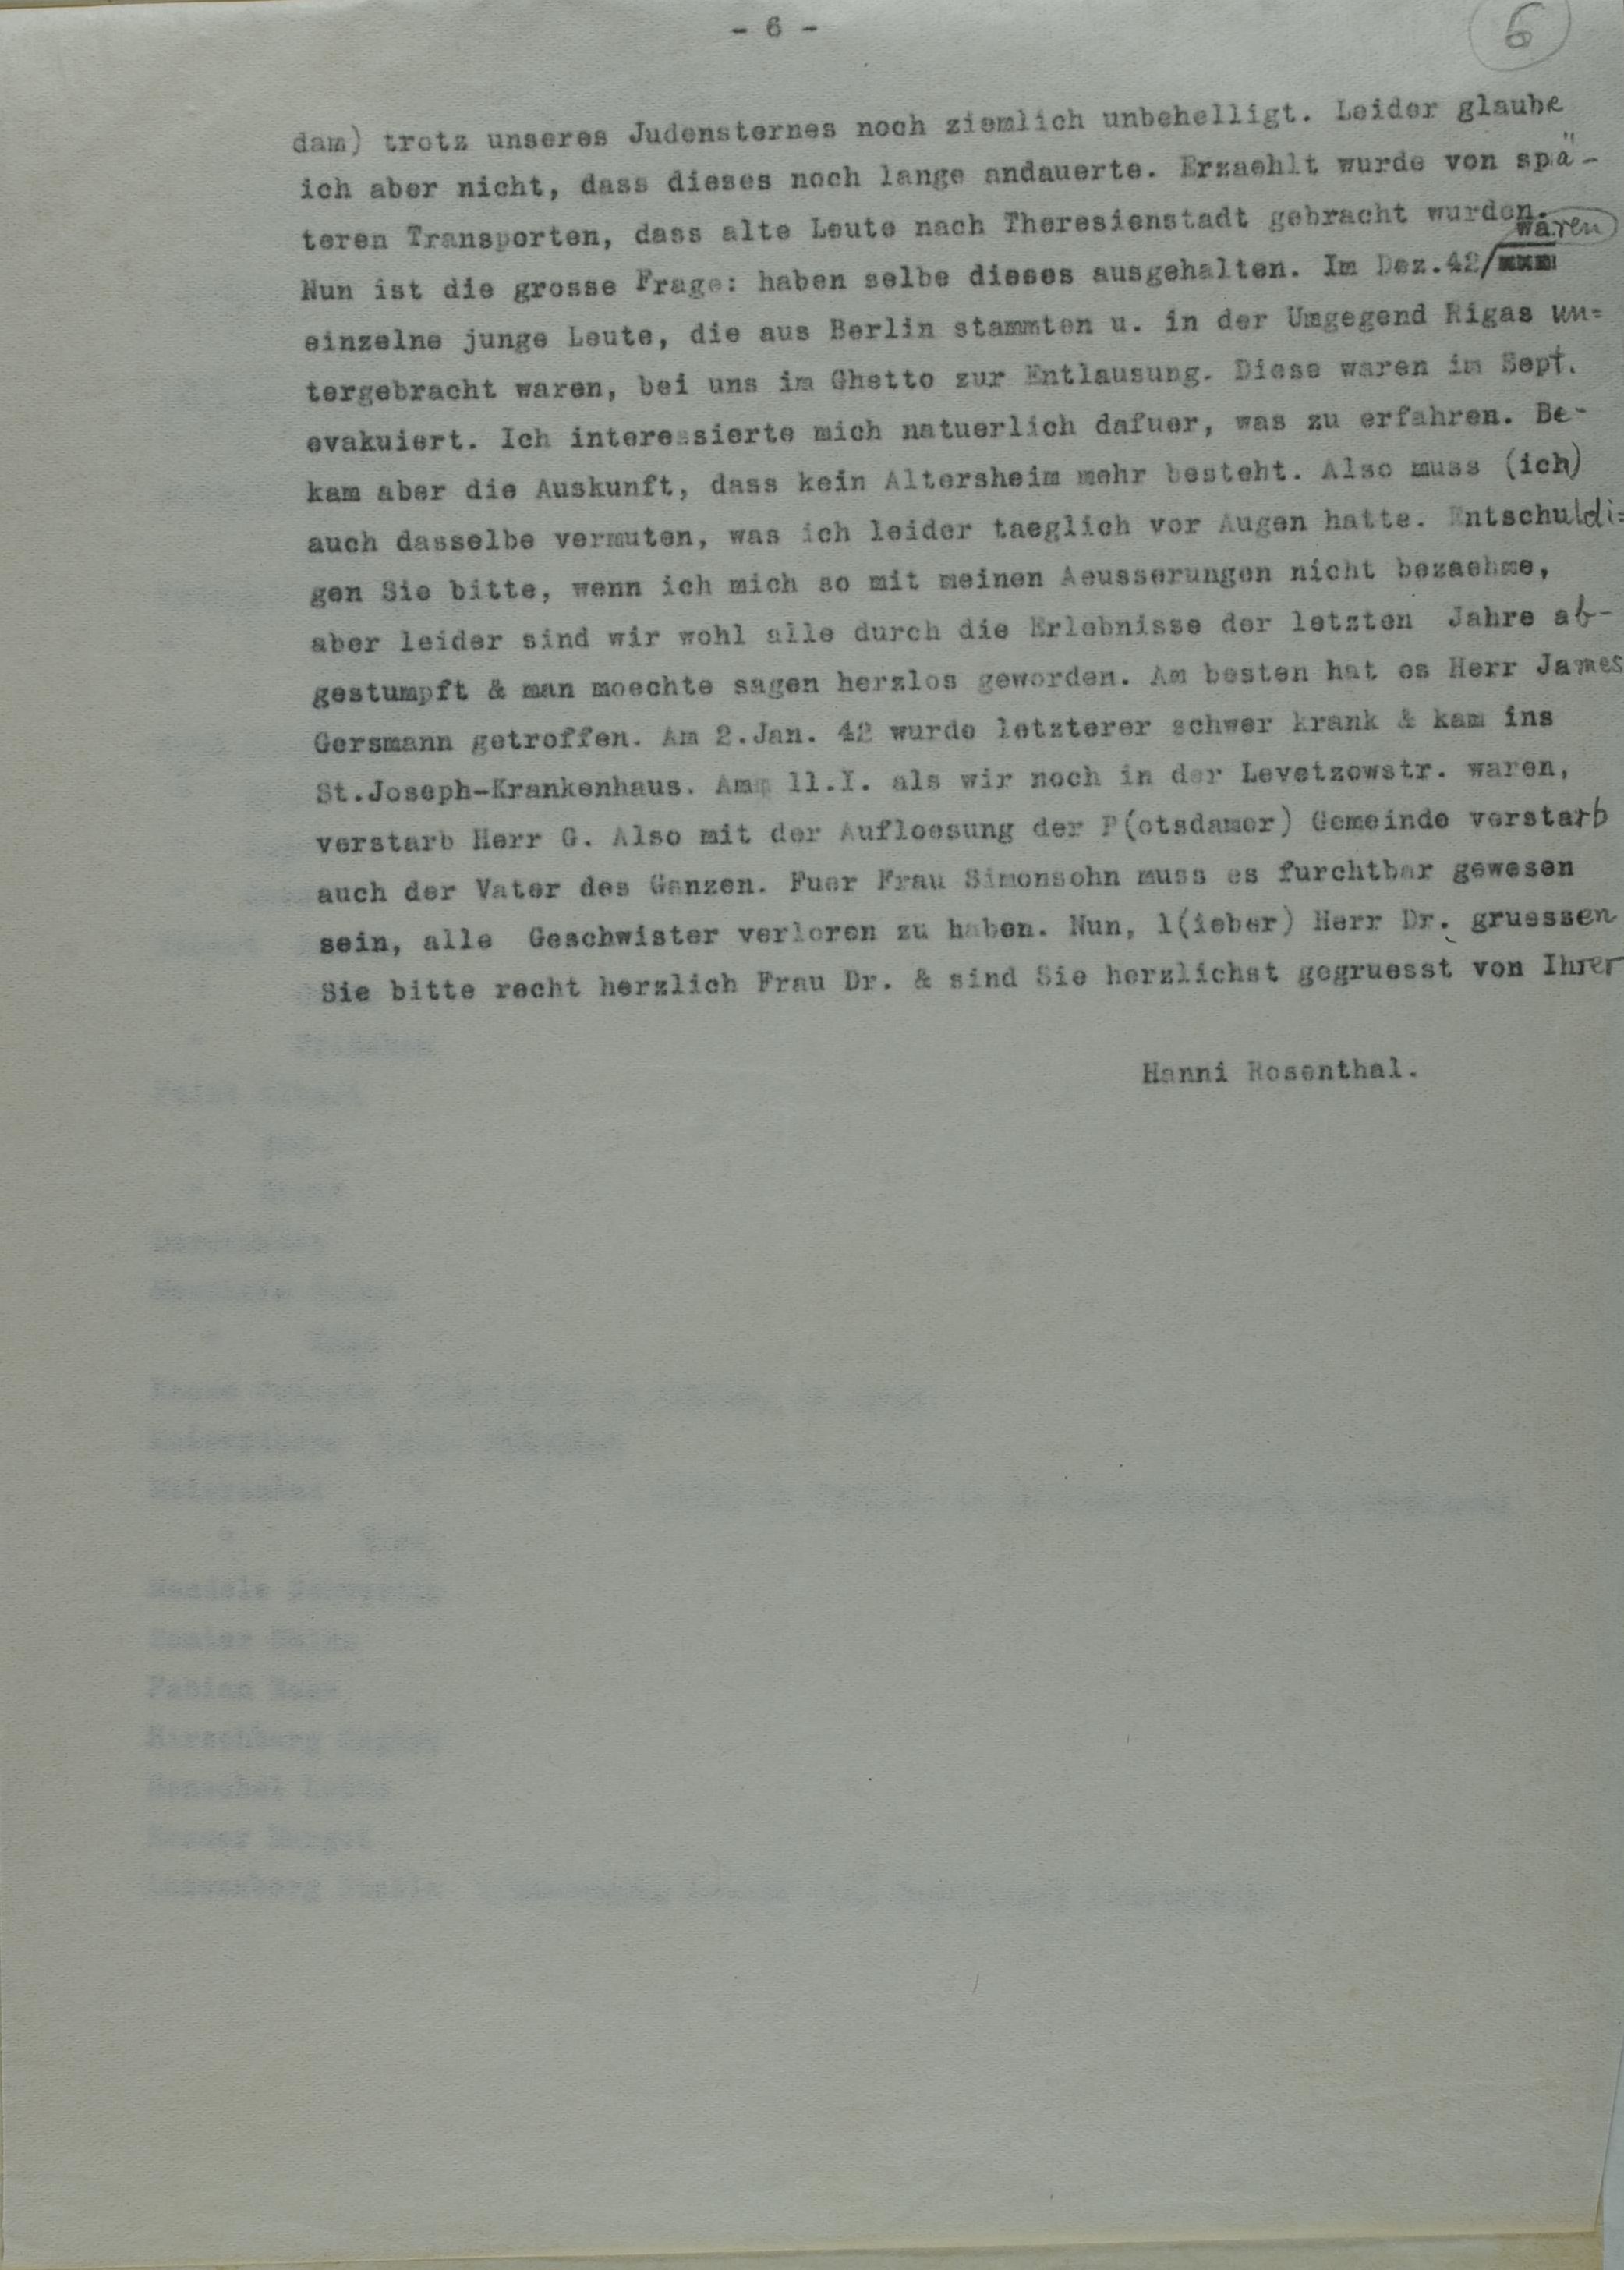 - 6 -
6
dam) trotz unseres Judensternes noch ziemlich unbehelligt. Leider glaube
ich aber nicht, dass dieses noch lange andauerte. Erzaehlt wurde von spä-
teren Transporten, dass alte Leute nach Theresienstadt gebracht wurden.
waren
Nun ist die grosse Frage: haben selbe dieses ausgehalten. Im Dez.42/
einzelne junge Leute, die aus Berlin stammten u. in der Umgegend Rigas un=
tergebracht waren, bei uns im Ghetto zur Entlausung. Diese waren im Sept.
evakuiert. Ich interessierte mich natuerlich dafuer, was zu erfahren. Be-
kam aber die Auskunft, dass kein Altersheim mehr besteht. Also muss (ich)
auch dasselbe vermuten, was ich leider taeglich vor Augen hatte. Entschuldi=
gen Sie bitte, wenn ich mich so mit meinen Aeusserungen nicht bezaehme,
aber leider sind wir wohl alle durch die Erlebnisse der letzten Jahre ab-
gestumpft & man moechte sagen herzlos geworden. Am besten hat es Herr James
Gersmann getroffen. Am 2.Jan. 42 wurde letzterer schwer krank & kam ins
St.Joseph-Krankenhaus. Am 11.I. als wir noch in der Levetzowstr. waren,
verstarb Herr G. Also mit der Aufloesung der P(otsdamer) Gemeinde verstarb
auch der Vater des Ganzen. Fuer Frau Simonsohn muss es furchtbar gewesen
sein, alle Geschwister verloren zu haben. Nun, l(ieber) Herr Dr. gruessen
Sie bitte recht herzlich Frau Dr. & sind Sie herzlichst gegruesst von Ihrer
Hanni Rosenthal.